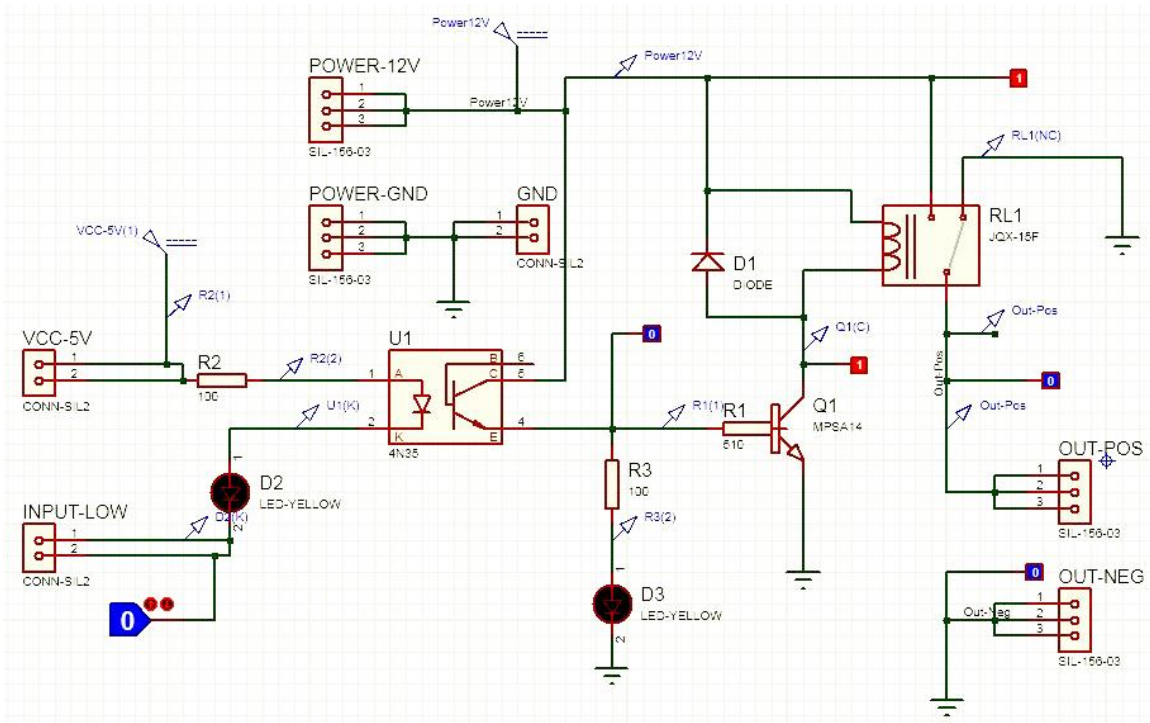 Power12V
POWER-12V
1
2
3
SIL-156-03
Power12V
Power12V
1
RL1(NC)
POWER-GND
1
2
3
SIL-156-03
GND
1
2
CONN-SIL2
RL1
JQX-15F
VCC-5V(1)
R2(1)
D1
DIODE
Q1(C)
Out-Pos
VCC-5V
1
2
CONN-SIL2
R2
100
R2(2)
U1
1
2
A
K
B
C
E
6
5
4
4N35
0
1
0
Out-Pos
Out-Pos
U1(K)
R1(1)
R1
510
Q1
MPSA14
1
D2
LED-YELLOW
2
D2(K)
INPUT-LOW
1
2
CONN-SIL2
0
R3
100
R3(2)
1
D3
LED-YELLOW
2
OUT-POS
1
2
3
SIL-156-03
0
OUT-NEG
Out-Neg
1
2
3
SIL-156-03